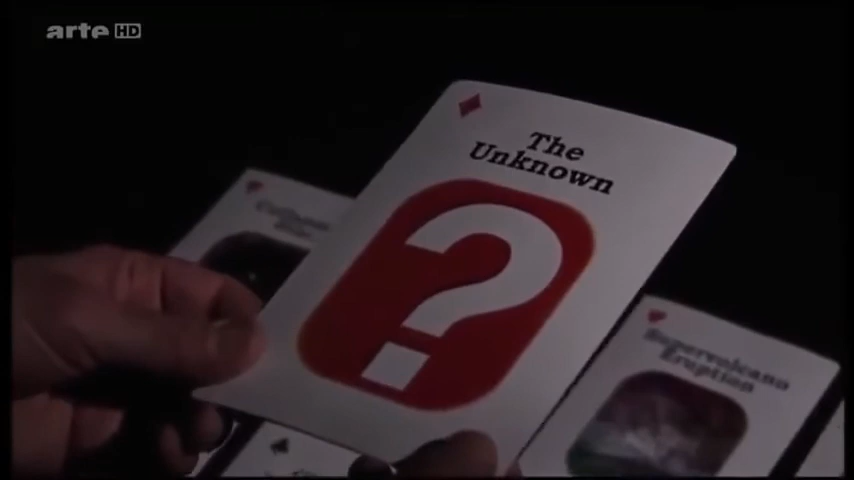 arte HD
The
Unknown
Supervolcano
Eruption